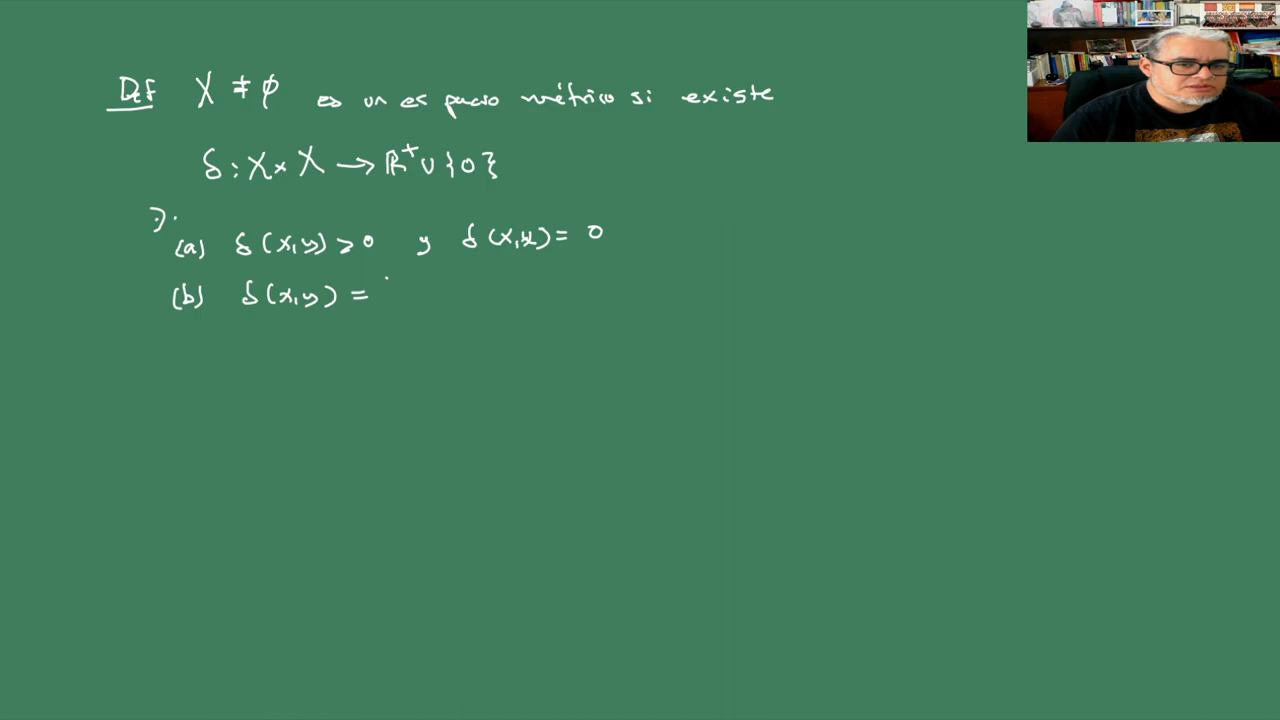 Def X ≠ ∅ es un espacio métrico si existe
δ : X × X → ℝ⁺ ∪ {0}
∋.
(a) δ(x,y) ≥ 0 y δ(x,x) = 0
(b) δ(x,y) =